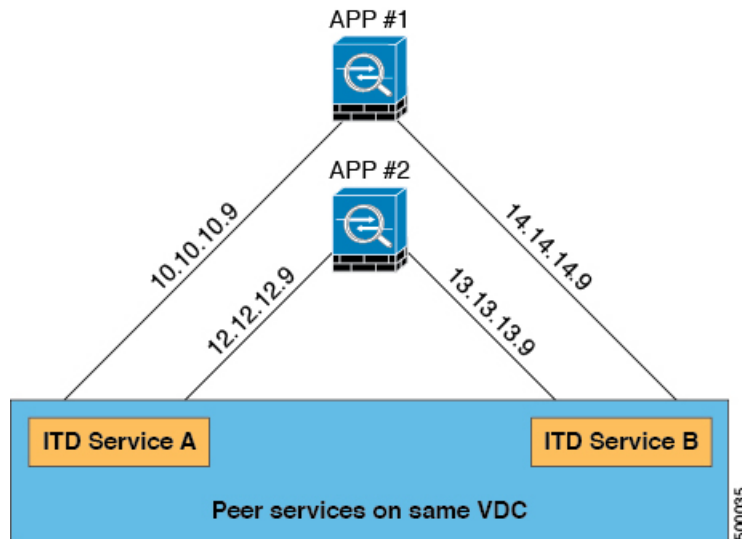 APP #1
APP #2
10.10.10.9
14.14.14.9
12.12.12.9
13.13.13.9
ITD Service A
ITD Service B
Peer services on same VDC
500035